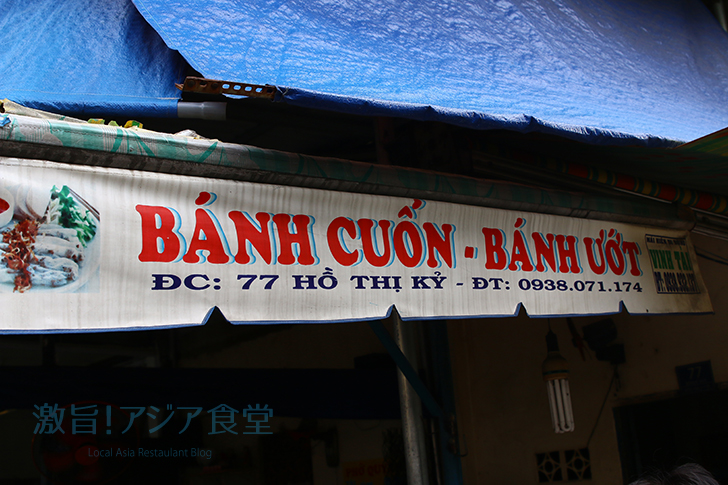 BÁNH CUỐN - BÁNH ƯỚT
ĐC: 77 HỒ THỊ KỶ - ĐT: 0938.071.174
激旨!アジア食堂
Local Asia Restaurant Blog